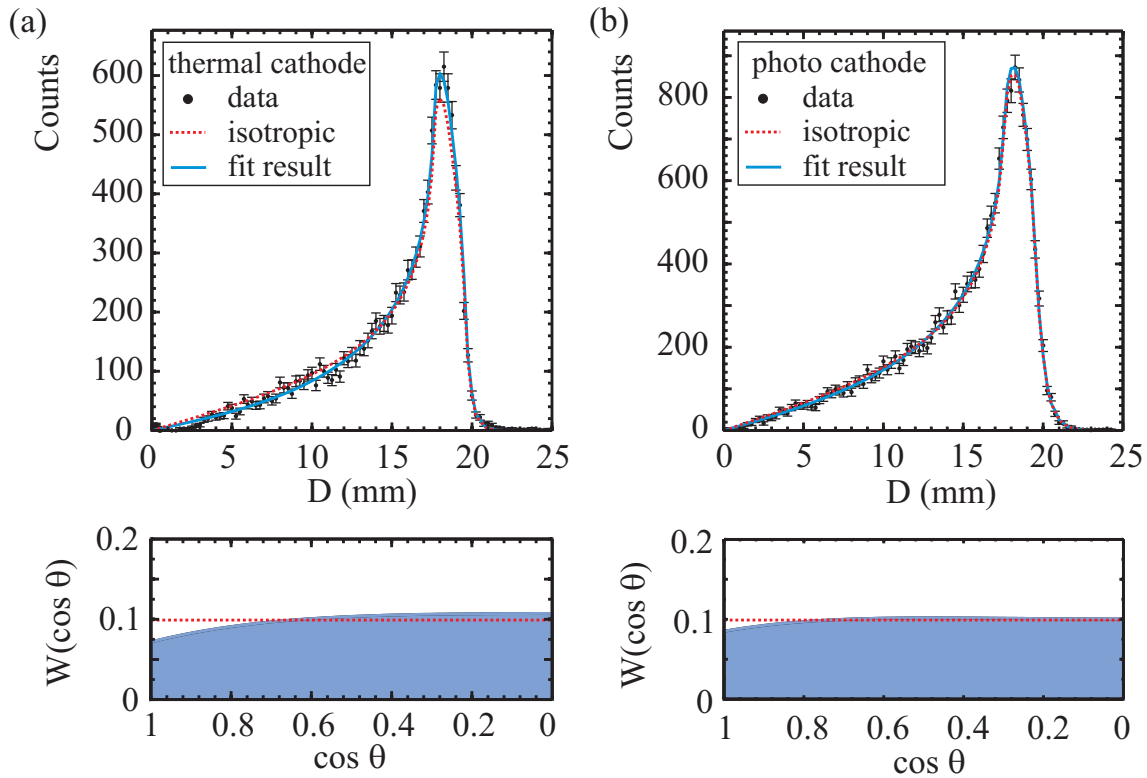 (a)
Counts
600
500
400
300
200
100
0
thermal cathode
data
isotropic
fit result
0 5 10 15 20 25
D (mm)
W(cos θ)
0.2
0.1
0
1 0.8 0.6 0.4 0.2 0
cos θ
(b)
Counts
800
600
400
200
0
photo cathode
data
isotropic
fit result
0 5 10 15 20 25
D (mm)
W(cos θ)
0.2
0.1
0
1 0.8 0.6 0.4 0.2 0
cos θ